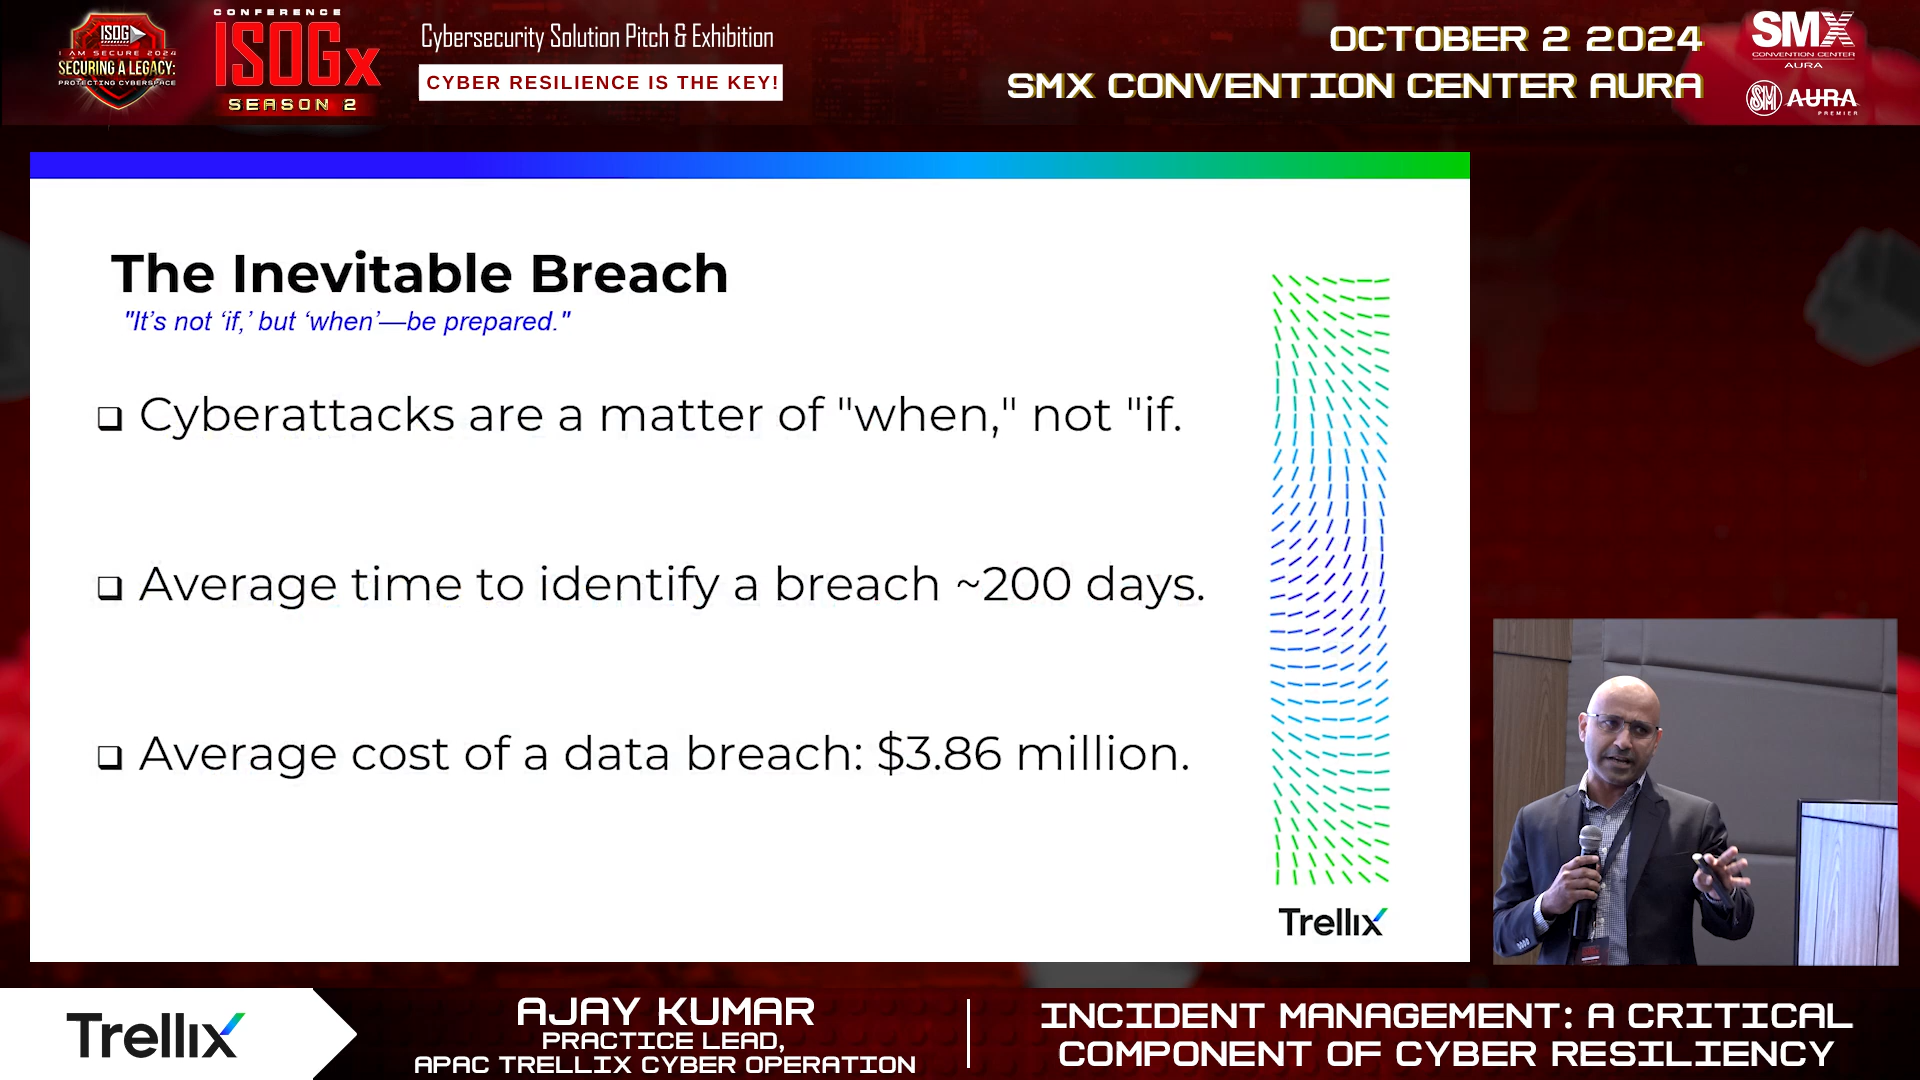 ISOG
I AM SECURE 2024
SECURING A LEGACY:
PROTECTING CYBERSPACE
CONFERENCE
ISOGx
SEASON 2
Cybersecurity Solution Pitch & Exhibition
CYBER RESILIENCE IS THE KEY!
OCTOBER 2 2024
SMX CONVENTION CENTER AURA
SMX
CONVENTION CENTER
AURA
SM AURA
PREMIER
The Inevitable Breach
"It’s not ‘if,’ but ‘when’—be prepared."
❑ Cyberattacks are a matter of "when," not "if.
❑ Average time to identify a breach ~200 days.
❑ Average cost of a data breach: $3.86 million.
Trellix
Trellix
AJAY KUMAR
PRACTICE LEAD,
APAC TRELLIX CYBER OPERATION
INCIDENT MANAGEMENT: A CRITICAL
COMPONENT OF CYBER RESILIENCY